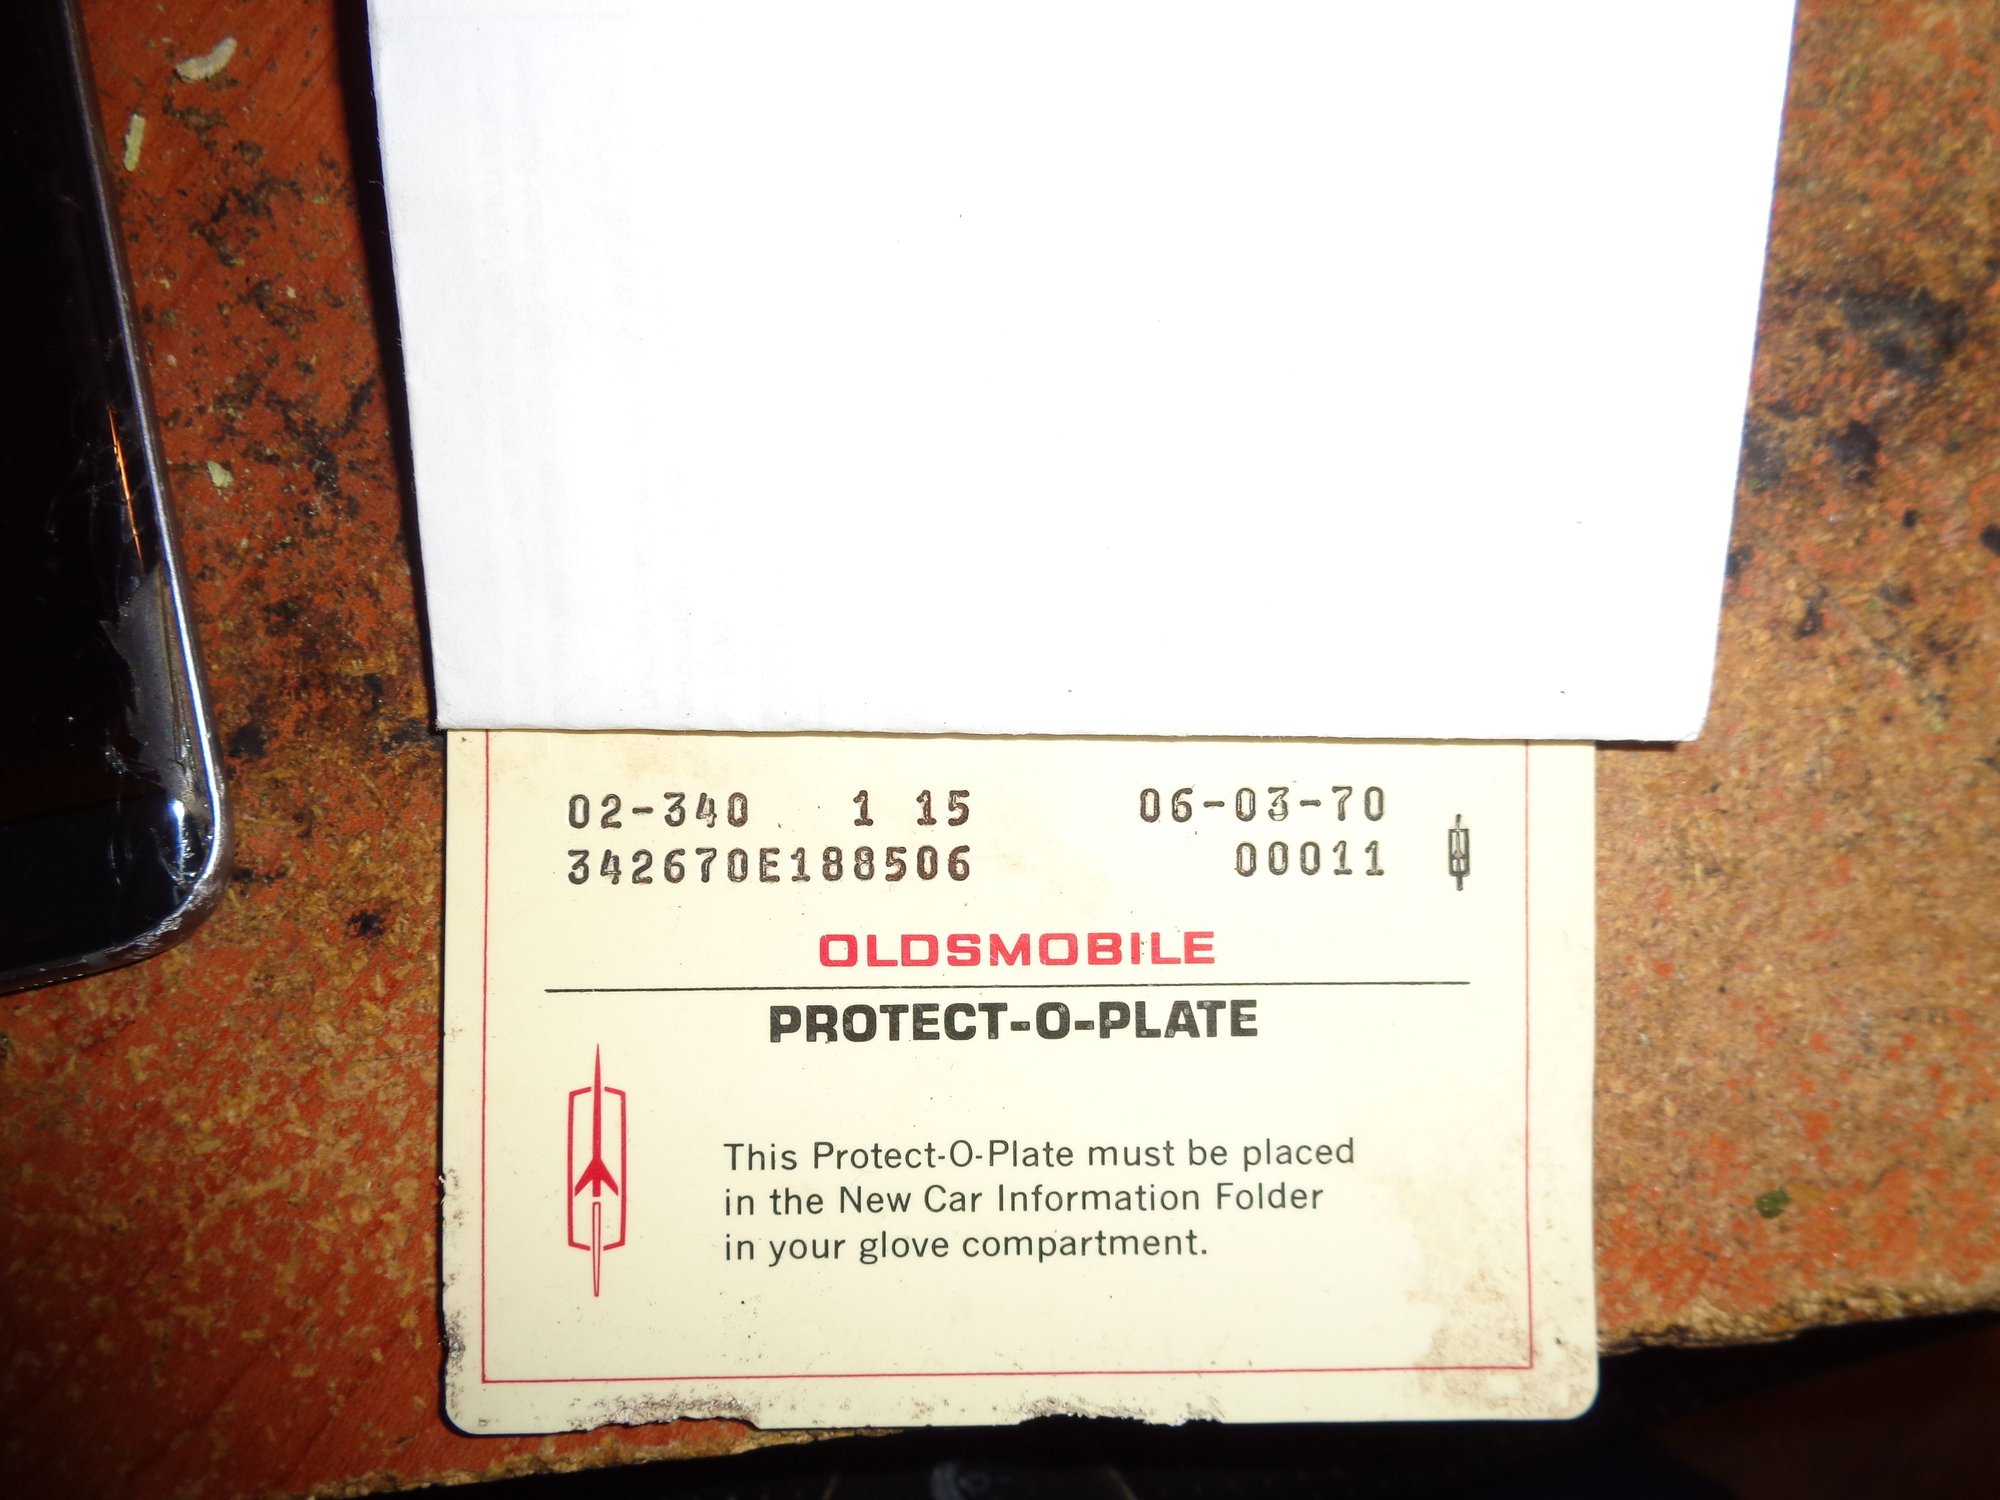 02-340 1 15 06-03-70
342670E188506 00011
OLDSMOBILE
PROTECT-O-PLATE
This Protect-O-Plate must be placed
in the New Car Information Folder
in your glove compartment.